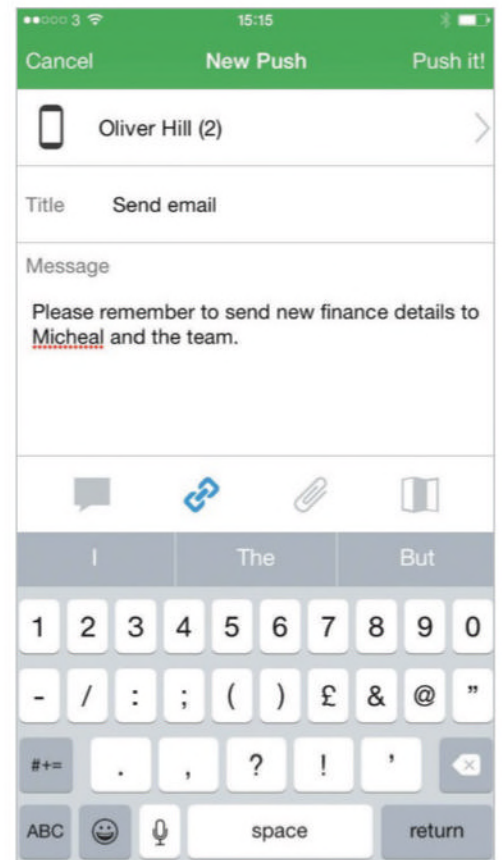 3 15:15
Cancel New Push Push it!
Oliver Hill (2)
Title Send email
Message
Please remember to send new finance details to
Micheal and the team.
I The But
1 2 3 4 5 6 7 8 9 0
- / : ; ( ) £ & @ "
#+= . , ? ! '
ABC space return